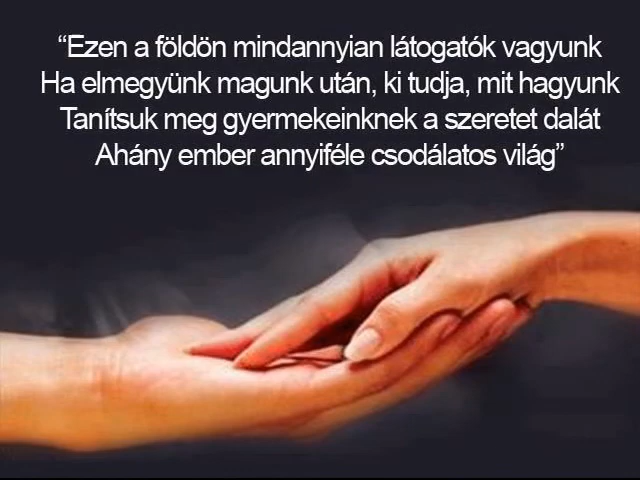 “Ezen a földön mindannyian látogatók vagyunk
Ha elmegyünk magunk után, ki tudja, mit hagyunk
Tanítsuk meg gyermekeinknek a szeretet dalát
Ahány ember annyiféle csodálatos világ”